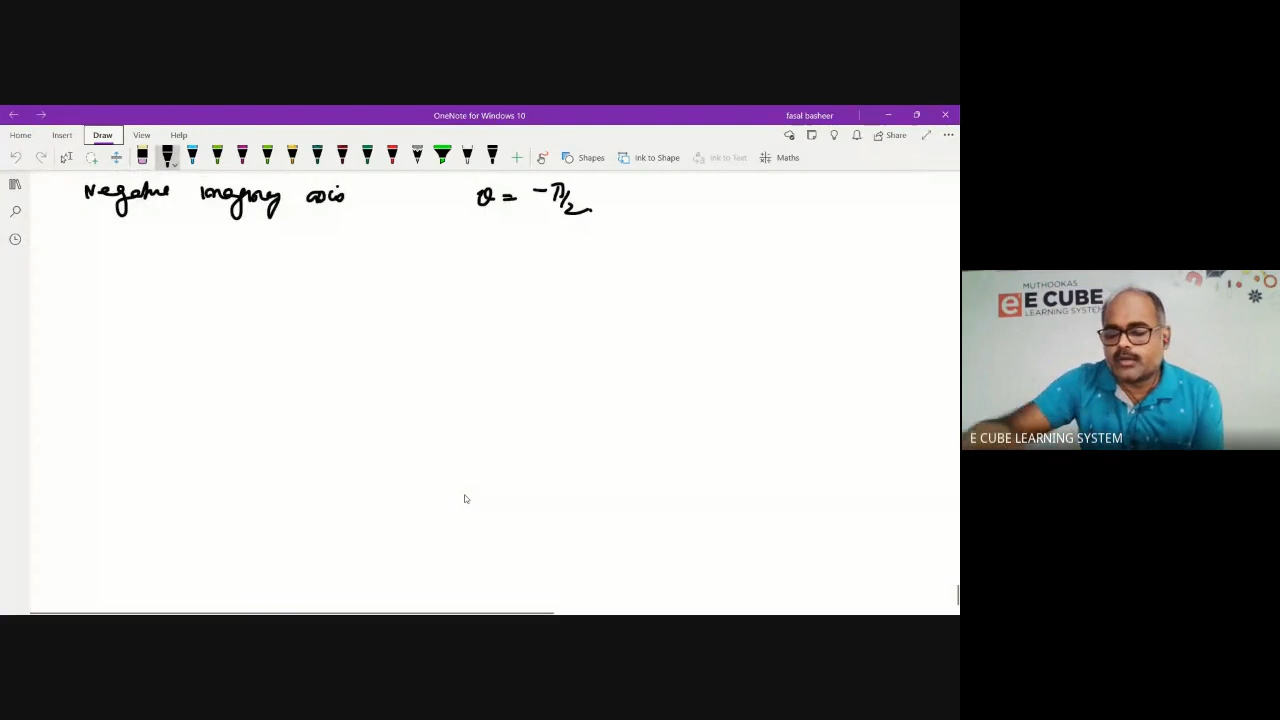 OneNote for Windows 10
fasal basheer
Home Insert Draw View Help
Share
Shapes Ink to Shape Ink to Text Maths
Negative imaginary axis θ = -π/2
MUTHOOKAS
e E CUBE
LEARNING SYSTEM
E CUBE LEARNING SYSTEM